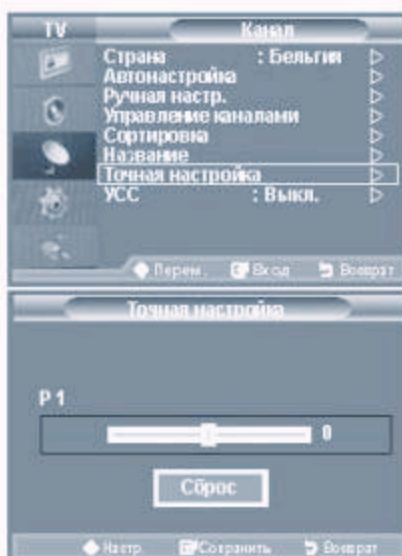 TV Канал
Страна : Бельгия
Автонастройка
Ручная настр.
Управление каналами
Сортировка
Название
Точная настройка
УСС : Выкл.
Перем. Вход Возврат
Точная настройка
P 1
0
Сброс
Настр. Сохранить Возврат